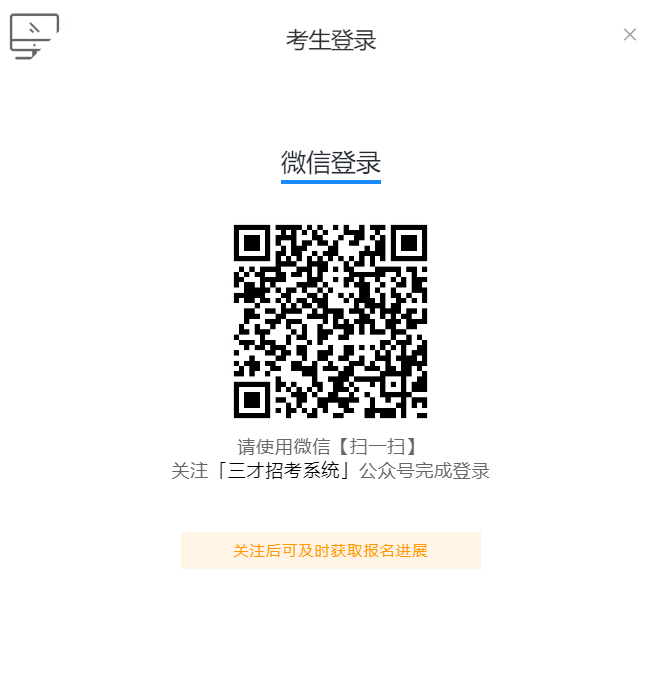 考生登录
微信登录
请使用微信【扫一扫】
关注「三才招考系统」公众号完成登录
关注后可及时获取报名进展